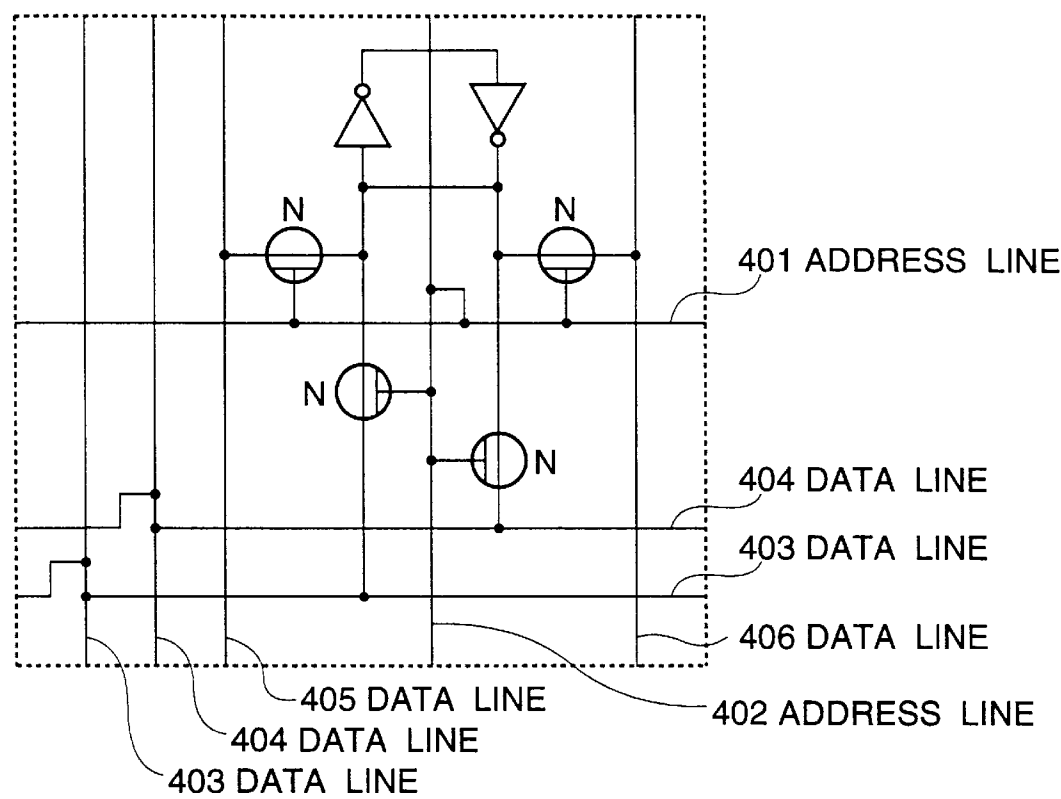 N
N
401 ADDRESS LINE
N
N
404 DATA LINE
403 DATA LINE
406 DATA LINE
405 DATA LINE
402 ADDRESS LINE
404 DATA LINE
403 DATA LINE